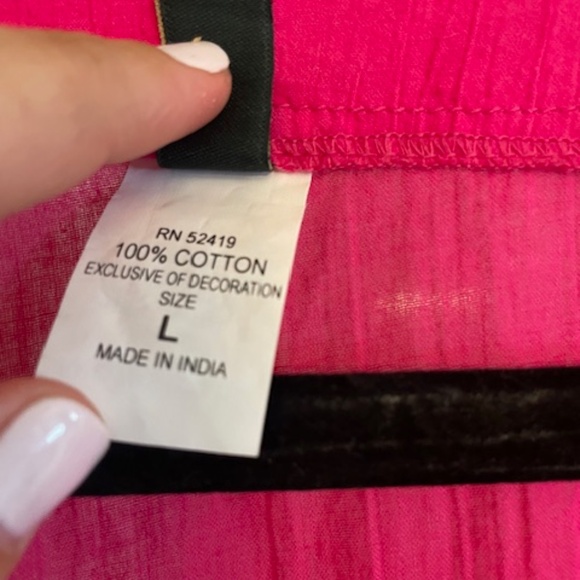 RN 52419
100% COTTON
EXCLUSIVE OF DECORATION
SIZE
L
MADE IN INDIA